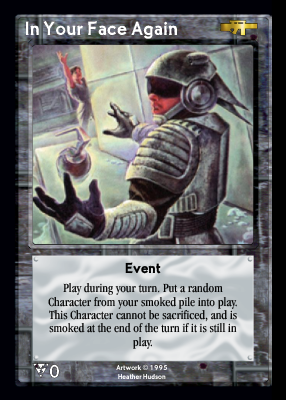 In Your Face Again
1
Event
Play during your turn. Put a random
Character from your smoked pile into play.
This Character cannot be sacrificed, and is
smoked at the end of the turn if it is still in
play.
0
Artwork © 1995
Heather Hudson